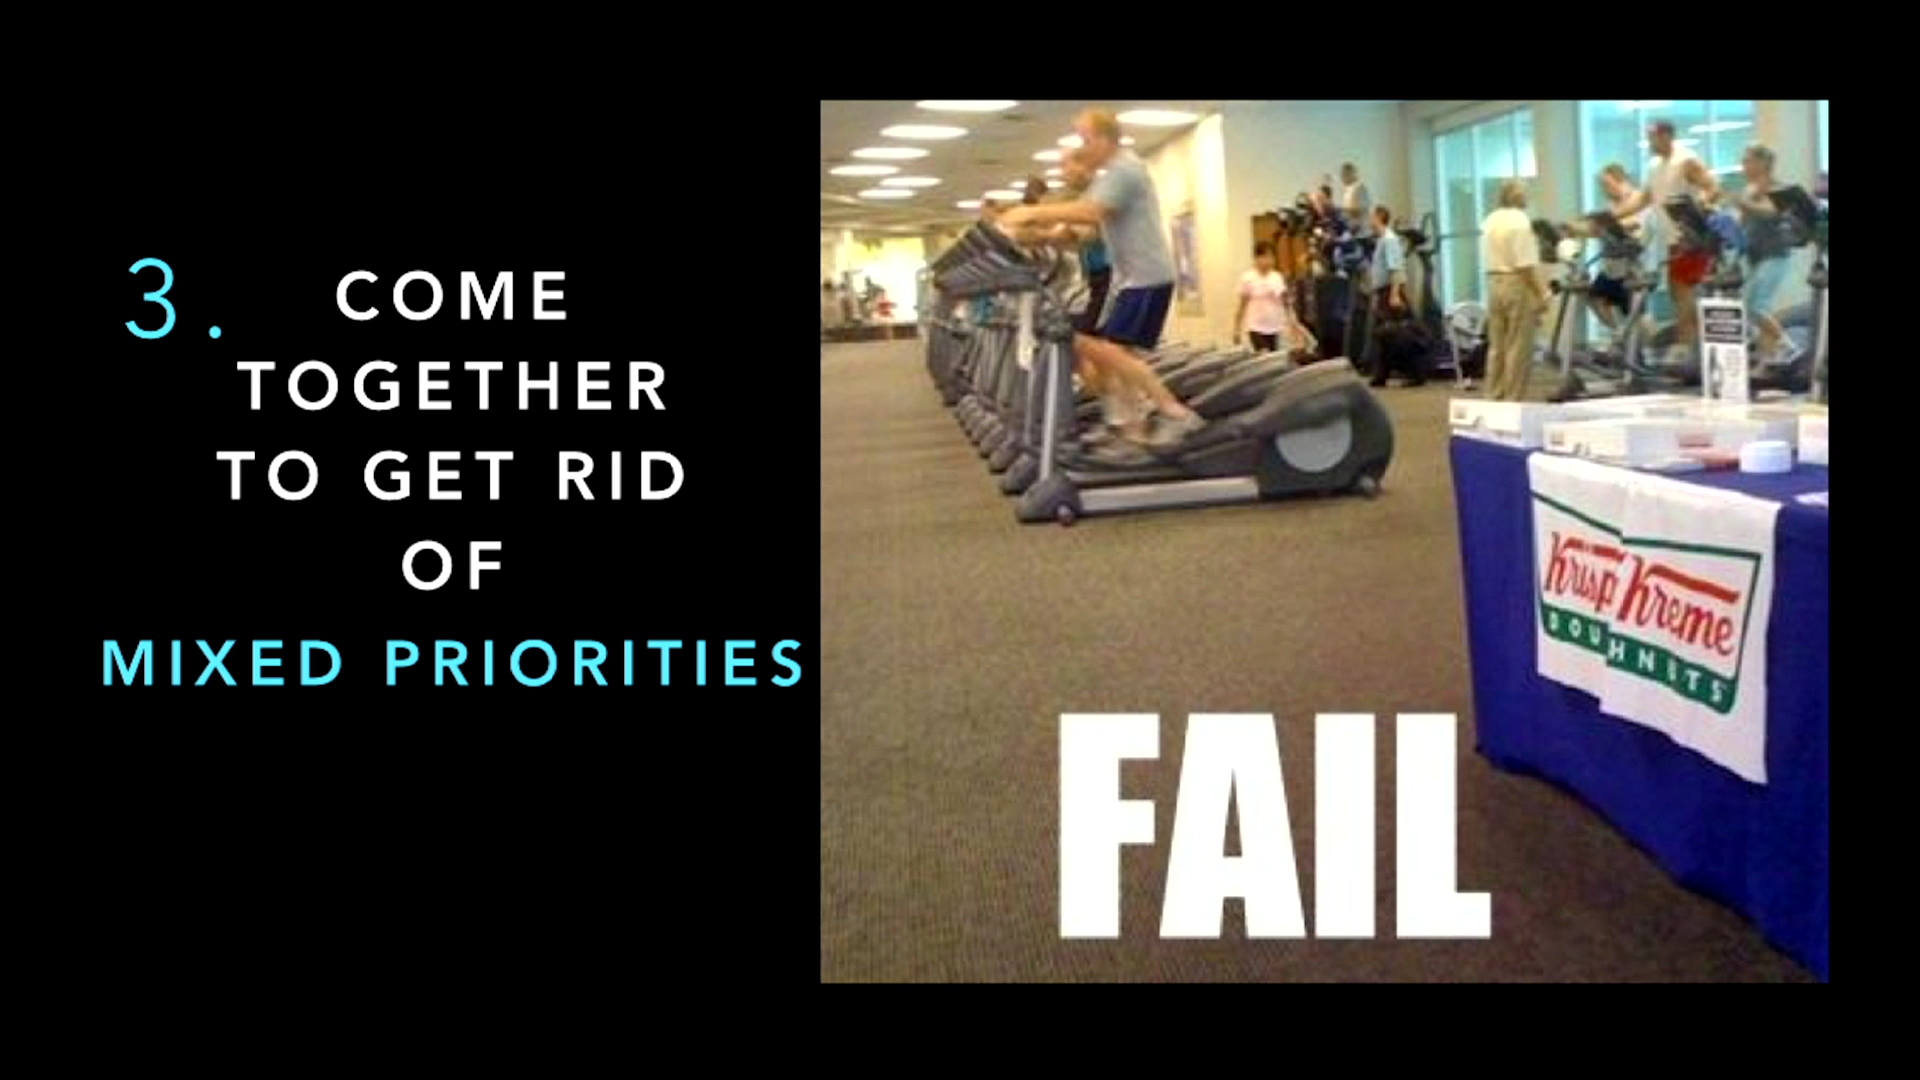 3.
COME
TOGETHER
TO GET RID
OF
MIXED PRIORITIES
Krispy Kreme
DOUGHNUTS
FAIL